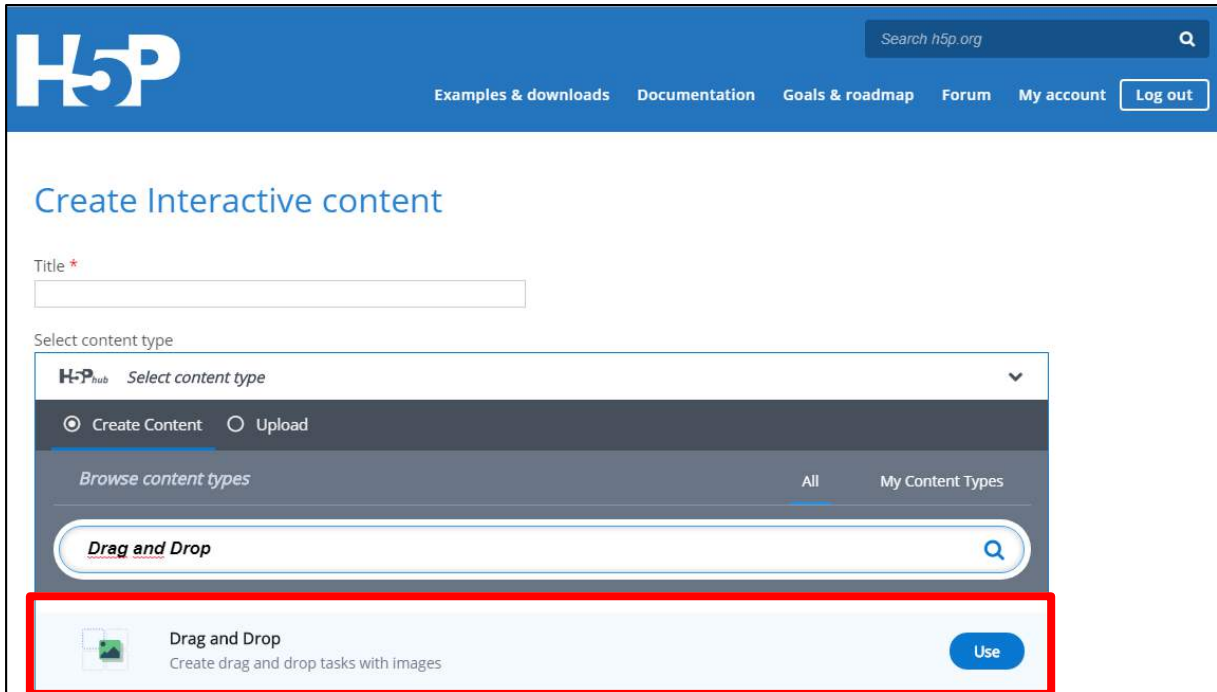 H5P
Search h5p.org
Examples & downloads Documentation Goals & roadmap Forum My account Log out
Create Interactive content
Title *
Select content type
H5Phub Select content type
Create Content Upload
Browse content types All My Content Types
Drag and Drop
Drag and Drop
Create drag and drop tasks with images
Use